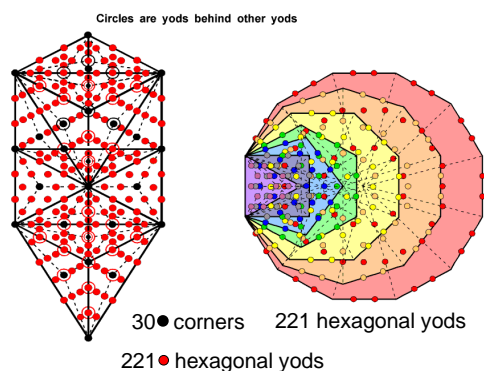 Circles are yods behind other yods
30 corners
221 hexagonal yods
221 hexagonal yods